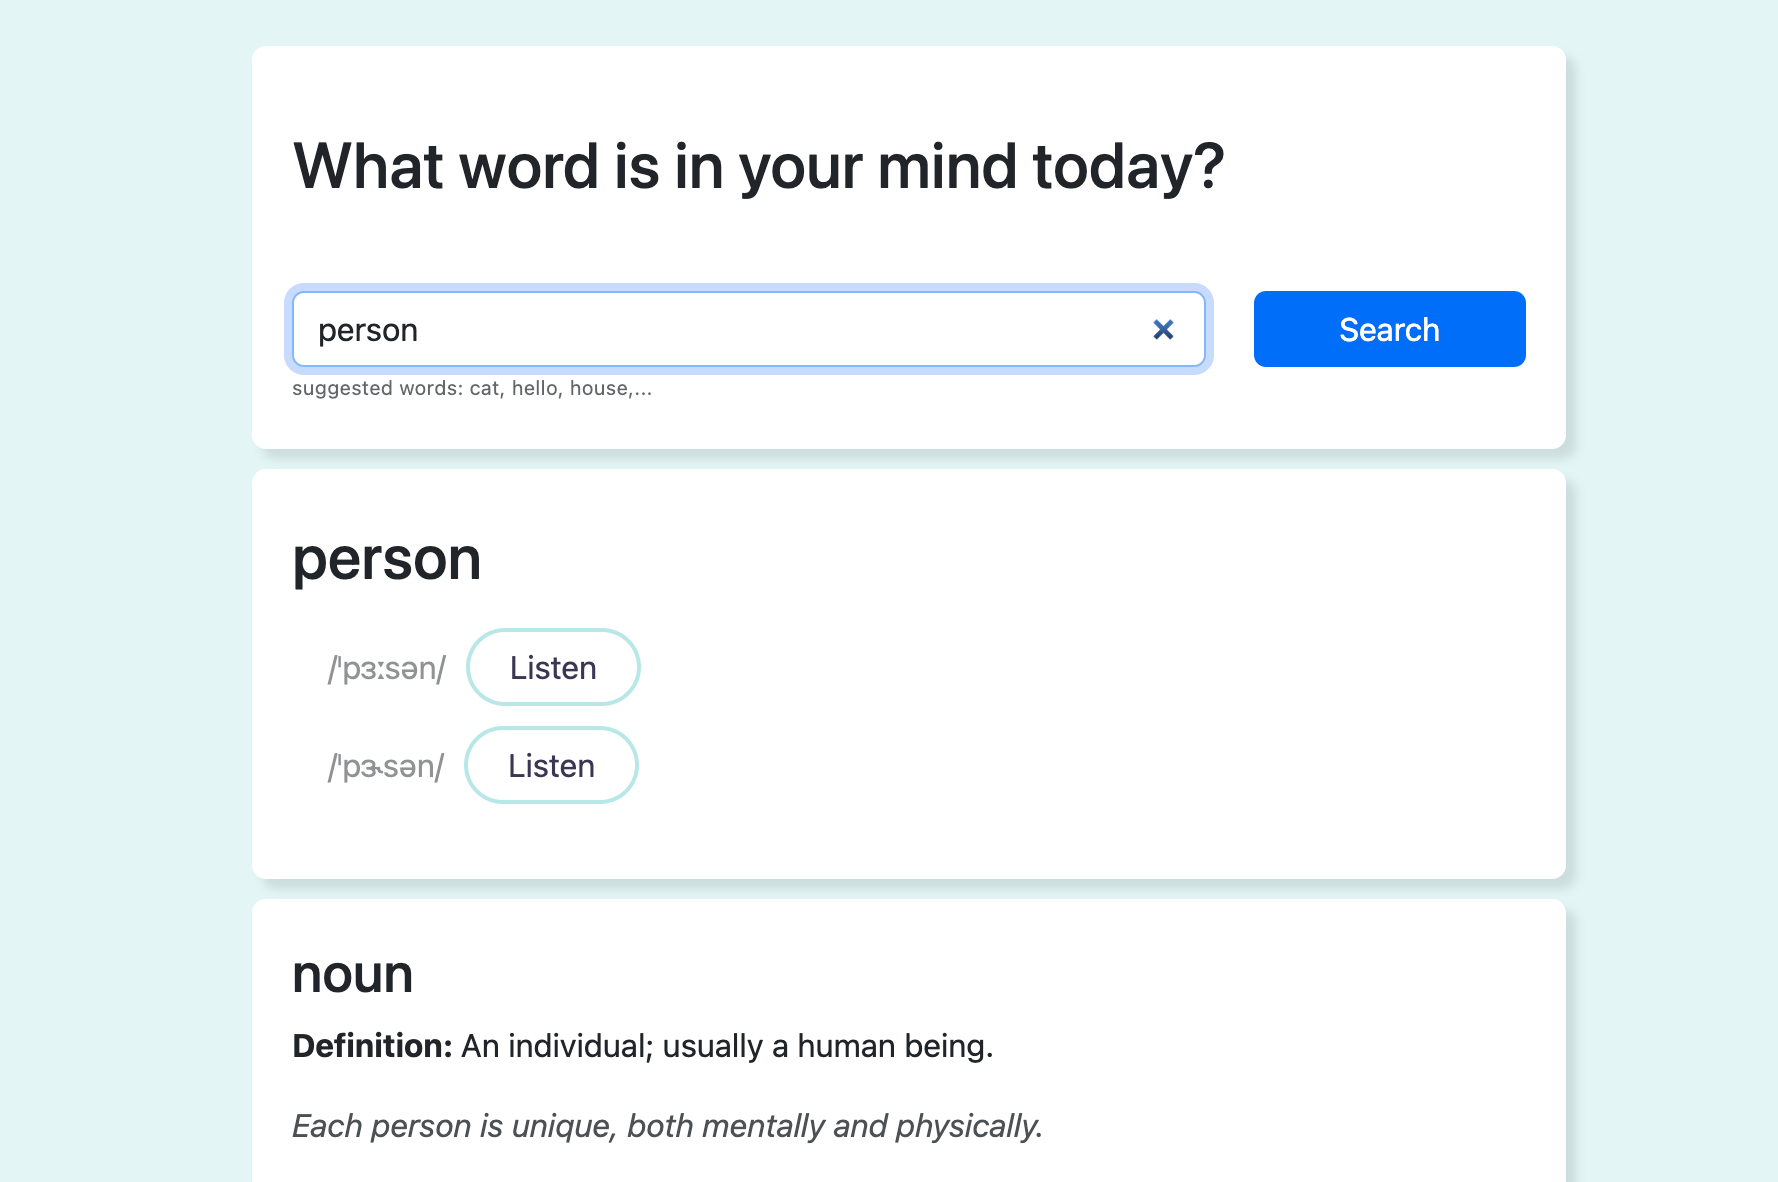 What word is in your mind today?
person
Search
suggested words: cat, hello, house,...
person
/ˈpɜːsən/ Listen
/ˈpɝsən/ Listen
noun
Definition: An individual; usually a human being.
Each person is unique, both mentally and physically.